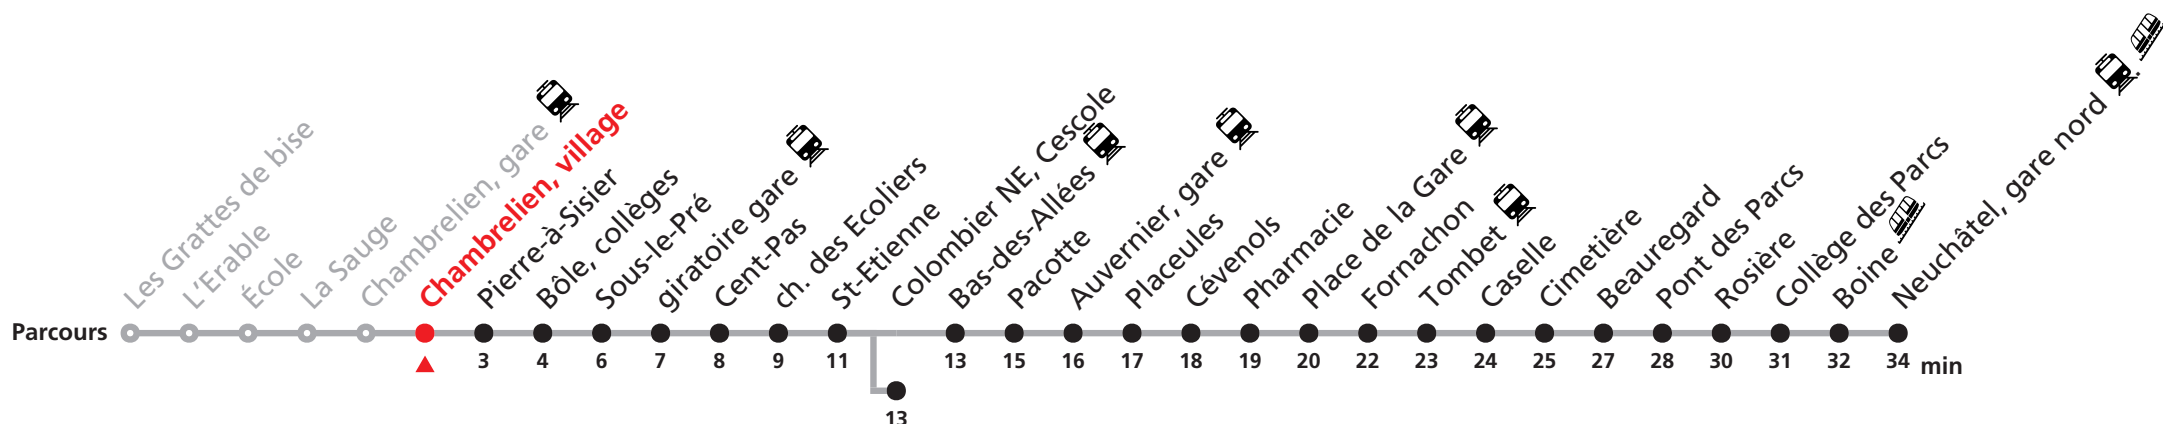 Les Grattes de bise
L'Erable
École
La Sauge
Chambrelien, gare
Chambrelien, village
Pierre-à-Sisier
Bôle, collèges
Sous-le-Pré
giratoire gare
Cent-Pas
ch. des Ecoliers
St-Etienne
Colombier NE, Cescole
Bas-des-Allées
Pacotte
Auvernier, gare
Placeules
Cévenols
Pharmacie
Place de la Gare
Fornachon
Tombet
Caselle
Cimetière
Beauregard
Pont des Parcs
Rosière
Collège des Parcs
Boine
Neuchâtel, gare nord
Parcours
3 4 6 7 8 9 11 13 15 16 17 18 19 20 22 23 24 25 27 28 30 31 32 34 min
13